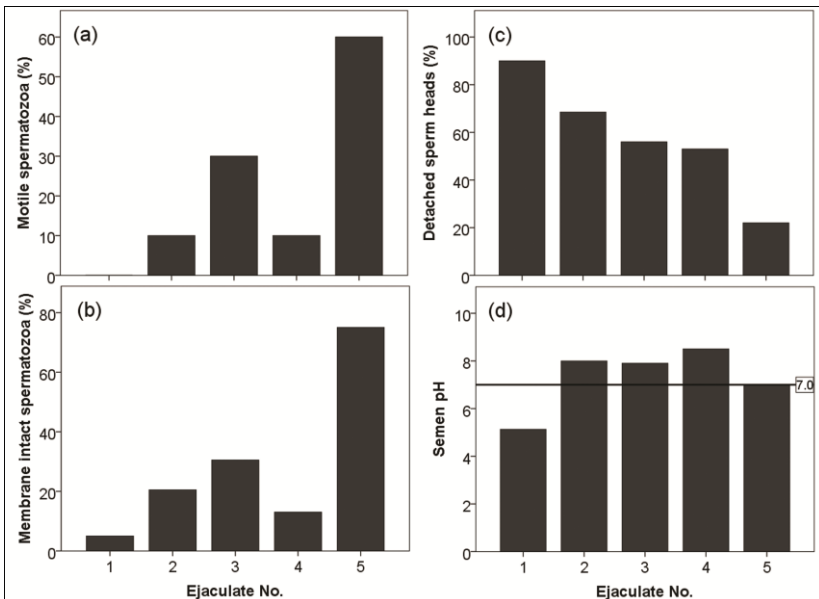 (a)
Motile spermatozoa (%)
60
50
40
30
20
10
0
(b)
Membrane intact spermatozoa (%)
80
60
40
20
0
1 2 3 4 5
Ejaculate No.
(c)
Detached sperm heads (%)
100
80
60
40
20
0
(d)
Semen pH
10
8
6
4
2
0
7.0
1 2 3 4 5
Ejaculate No.